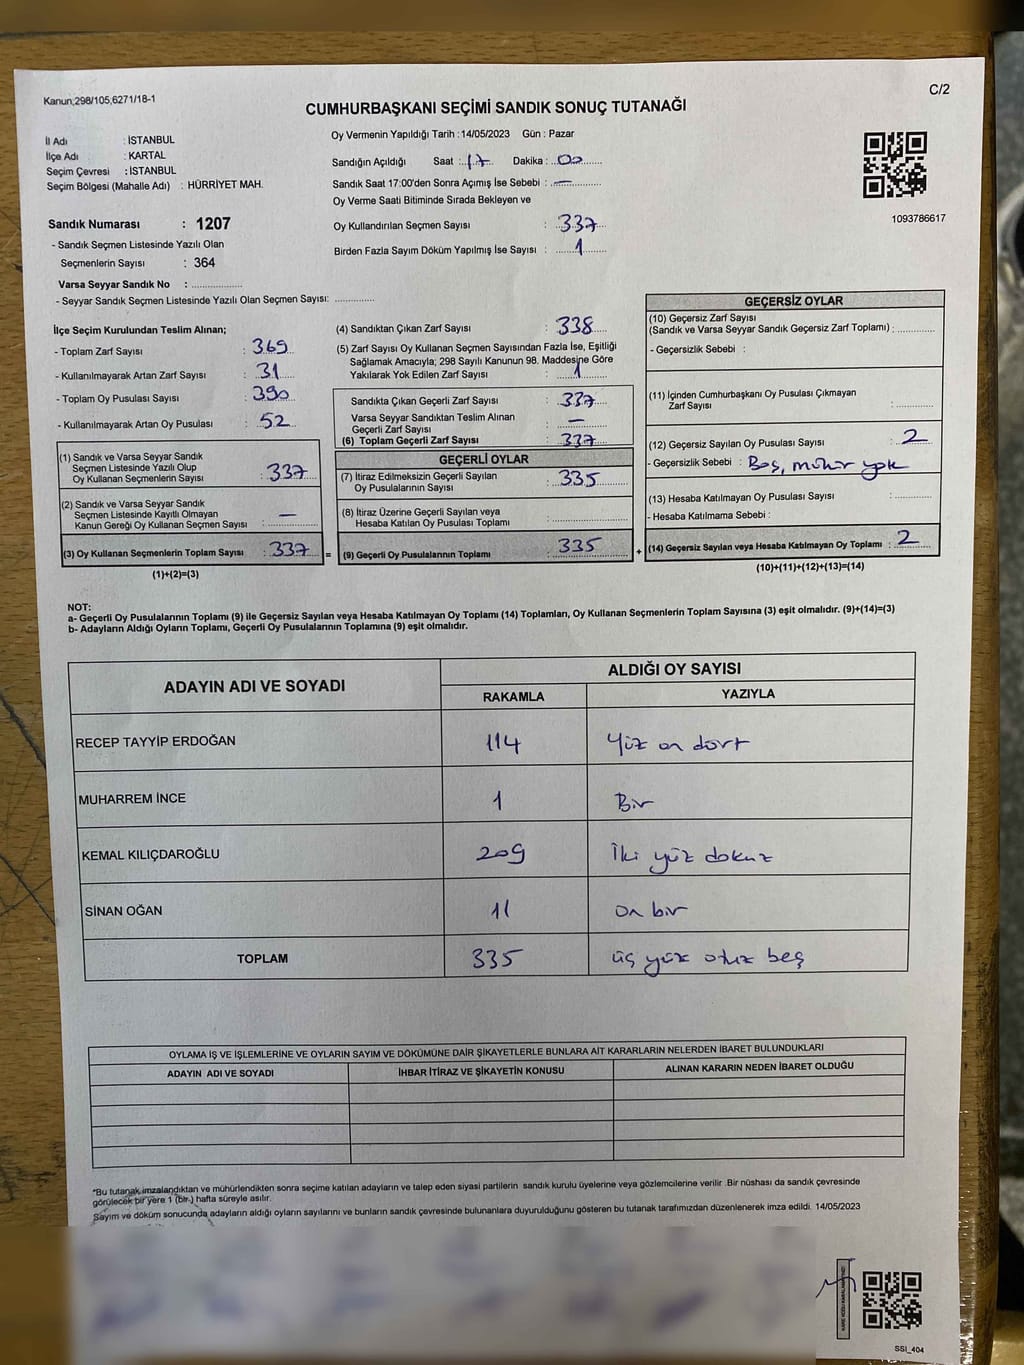 Kanun;298/105,6271/18-1
C/2
CUMHURBAŞKANI SEÇİMİ SANDIK SONUÇ TUTANAĞI
İl Adı : İSTANBUL
İlçe Adı : KARTAL
Seçim Çevresi : İSTANBUL
Seçim Bölgesi (Mahalle Adı) : HÜRRİYET MAH.
Oy Vermenin Yapıldığı Tarih : 14/05/2023 Gün : Pazar
Sandığın Açıldığı Saat : 17 Dakika : 00
Sandık Saat 17:00'den Sonra Açımış İse Sebebi : —
Oy Verme Saati Bitiminde Sırada Bekleyen ve
Oy Kullandırılan Seçmen Sayısı : 337
Birden Fazla Sayım Döküm Yapılmış İse Sayısı : 1
1093786617
Sandık Numarası : 1207
- Sandık Seçmen Listesinde Yazılı Olan
Seçmenlerin Sayısı : 364
Varsa Seyyar Sandık No :
- Seyyar Sandık Seçmen Listesinde Yazılı Olan Seçmen Sayısı:
İlçe Seçim Kurulundan Teslim Alınan;
- Toplam Zarf Sayısı : 369
- Kullanılmayarak Artan Zarf Sayısı : 31
- Toplam Oy Pusulası Sayısı : 390
- Kullanılmayarak Artan Oy Pusulası : 52
(1) Sandık ve Varsa Seyyar Sandık
Seçmen Listesinde Yazılı Olup
Oy Kullanan Seçmenlerin Sayısı : 337
(2) Sandık ve Varsa Seyyar Sandık
Seçmen Listesinde Kayıtlı Olmayan
Kanun Gereği Oy Kullanan Seçmen Sayısı : —
(3) Oy Kullanan Seçmenlerin Toplam Sayısı : 337 =
(1)+(2)=(3)
(4) Sandıktan Çıkan Zarf Sayısı : 338
(5) Zarf Sayısı Oy Kullanan Seçmen Sayısından Fazla İse, Eşitliği
Sağlamak Amacıyla; 298 Sayılı Kanunun 98. Maddesine Göre
Yakılarak Yok Edilen Zarf Sayısı : 1
Sandıkta Çıkan Geçerli Zarf Sayısı : 337
Varsa Seyyar Sandıktan Teslim Alınan
Geçerli Zarf Sayısı : —
(6) Toplam Geçerli Zarf Sayısı : 337
GEÇERLİ OYLAR
(7) İtiraz Edilmeksizin Geçerli Sayılan
Oy Pusulalarının Sayısı : 335
(8) İtiraz Üzerine Geçerli Sayılan veya
Hesaba Katılan Oy Pusulası Toplamı :
(9) Geçerli Oy Pusulalarının Toplamı : 335 +
GEÇERSİZ OYLAR
(10) Geçersiz Zarf Sayısı
(Sandık ve Varsa Seyyar Sandık Geçersiz Zarf Toplamı) :
- Geçersizlik Sebebi :
(11) İçinden Cumhurbaşkanı Oy Pusulası Çıkmayan
Zarf Sayısı :
(12) Geçersiz Sayılan Oy Pusulası Sayısı : 2
- Geçersizlik Sebebi : Boş, mühür yok
(13) Hesaba Katılmayan Oy Pusulası Sayısı :
- Hesaba Katılmama Sebebi :
(14) Geçersiz Sayılan veya Hesaba Katılmayan Oy Toplamı : 2
(10)+(11)+(12)+(13)=(14)
NOT:
a- Geçerli Oy Pusulalarının Toplamı (9) ile Geçersiz Sayılan veya Hesaba Katılmayan Oy Toplamı (14) Toplamları, Oy Kullanan Seçmenlerin Toplam Sayısına (3) eşit olmalıdır. (9)+(14)=(3)
b- Adayların Aldığı Oyların Toplamı, Geçerli Oy Pusulalarının Toplamına (9) eşit olmalıdır.
ADAYIN ADI VE SOYADI
ALDIĞI OY SAYISI
RAKAMLA YAZIYLA
RECEP TAYYİP ERDOĞAN 114 Yüz on dört
MUHARREM İNCE 1 Bir
KEMAL KILIÇDAROĞLU 209 İki yüz dokuz
SİNAN OĞAN 11 on bir
TOPLAM 335 üç yüz otuz beş
OYLAMA İŞ VE İŞLEMLERİNE VE OYLARIN SAYIM VE DÖKÜMÜNE DAİR ŞİKAYETLERLE BUNLARA AİT KARARLARIN NELERDEN İBARET BULUNDUKLARI
ADAYIN ADI VE SOYADI İHBAR İTİRAZ VE ŞİKAYETİN KONUSU ALINAN KARARIN NEDEN İBARET OLDUĞU
*Bu tutanak imzalandıktan ve mühürlendikten sonra seçime katılan adayların ve talep eden siyasi partilerin sandık kurulu üyelerine veya gözlemcilerine verilir .Bir nüshası da sandık çevresinde
görülecek bir yere 1 (bir.) hafta süreyle asılır.
Sayım ve döküm sonucunda adayların aldığı oyların sayılarını ve bunların sandık çevresinde bulunanlara duyurulduğunu gösteren bu tutanak tarafımızdan düzenlenerek imza edildi. 14/05/2023
SSI_404